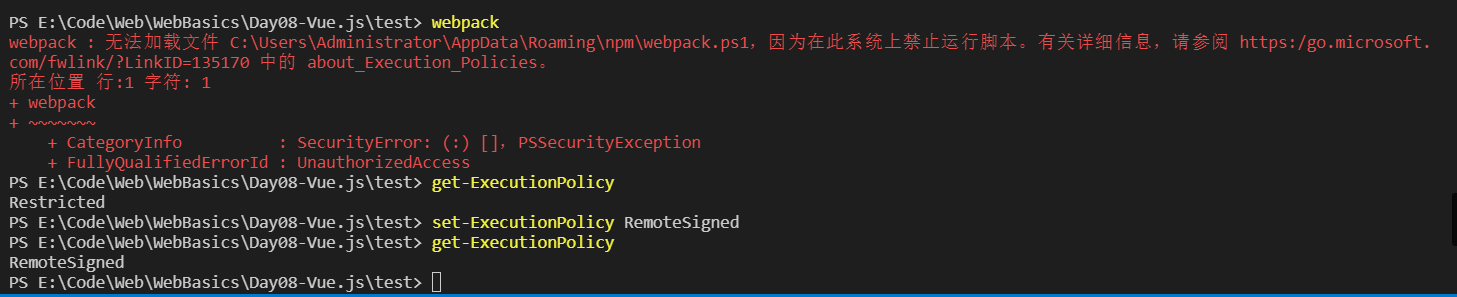 PS E:\Code\Web\WebBasics\Day08-Vue.js\test> webpack
webpack : 无法加载文件 C:\Users\Administrator\AppData\Roaming\npm\webpack.ps1，因为在此系统上禁止运行脚本。有关详细信息，请参阅 https:/go.microsoft.
com/fwlink/?LinkID=135170 中的 about_Execution_Policies。
所在位置 行:1 字符: 1
+ webpack
+ ~~~~~~~
    + CategoryInfo          : SecurityError: (:) []，PSSecurityException
    + FullyQualifiedErrorId : UnauthorizedAccess
PS E:\Code\Web\WebBasics\Day08-Vue.js\test> get-ExecutionPolicy
Restricted
PS E:\Code\Web\WebBasics\Day08-Vue.js\test> set-ExecutionPolicy RemoteSigned
PS E:\Code\Web\WebBasics\Day08-Vue.js\test> get-ExecutionPolicy
RemoteSigned
PS E:\Code\Web\WebBasics\Day08-Vue.js\test>